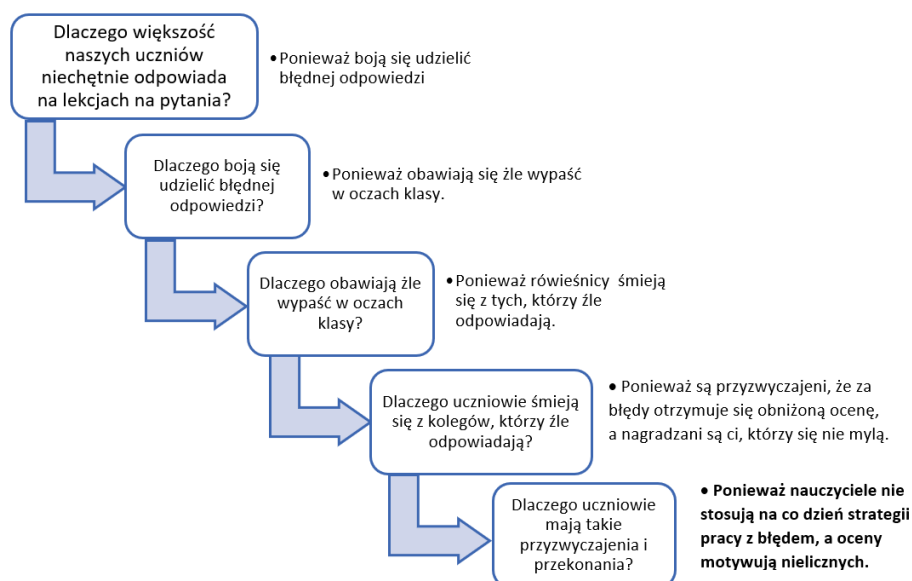 Dlaczego większość
naszych uczniów
niechętnie odpowiada
na lekcjach na pytania?
• Ponieważ boją się udzielić
błędnej odpowiedzi
Dlaczego boją się
udzielić błędnej
odpowiedzi?
• Ponieważ obawiają się żle wypaść
w oczach klasy.
Dlaczego obawiają żle
wypaść w oczach
klasy?
• Ponieważ rówieśnicy śmieją
się z tych, którzy źle
odpowiadają.
Dlaczego uczniowie śmieją
się z kolegów, którzy źle
odpowiadają?
• Ponieważ są przyzwyczajeni, że za
błędy otrzymuje się obniżoną ocenę,
a nagradzani są ci, którzy się nie mylą.
Dlaczego uczniowie
mają takie
przyzwyczajenia i
przekonania?
• Ponieważ nauczyciele nie
stosują na co dzień strategii
pracy z błędem, a oceny
motywują nielicznych.